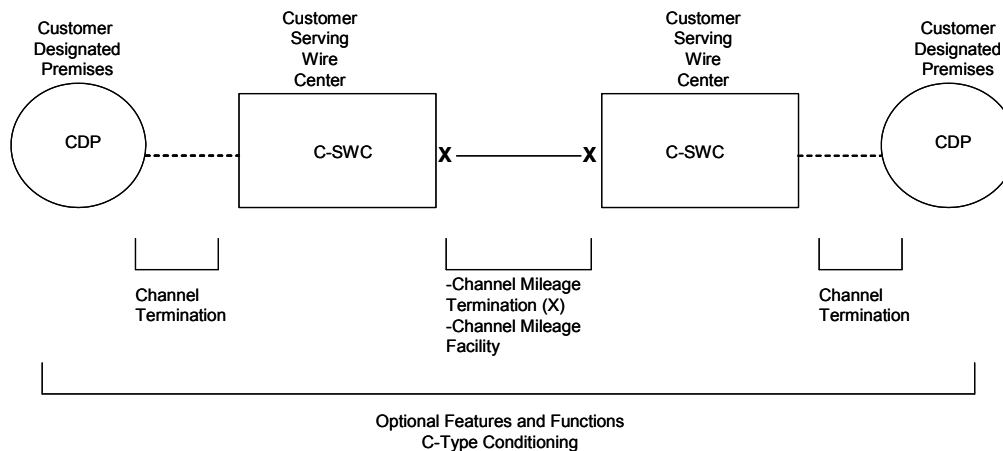 Customer
Designated
Premises
Customer
Serving
Wire
Center
Customer
Serving
Wire
Center
Customer
Designated
Premises
CDP
C-SWC
X
X
C-SWC
CDP
Channel
Termination
-Channel Mileage
Termination (X)
-Channel Mileage
Facility
Channel
Termination
Optional Features and Functions
C-Type Conditioning